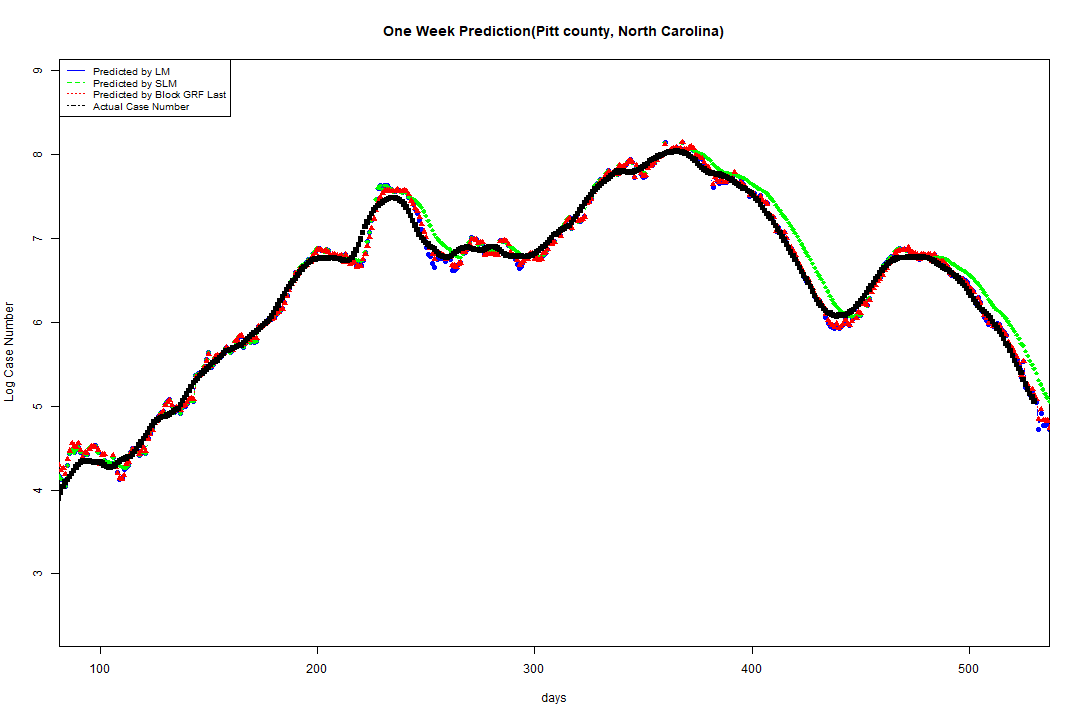 One Week Prediction(Pitt county, North Carolina)
Predicted by LM
Predicted by SLM
Predicted by Block GRF Last
Actual Case Number
9
8
7
6
5
4
3
Log Case Number
100
200
300
400
500
days